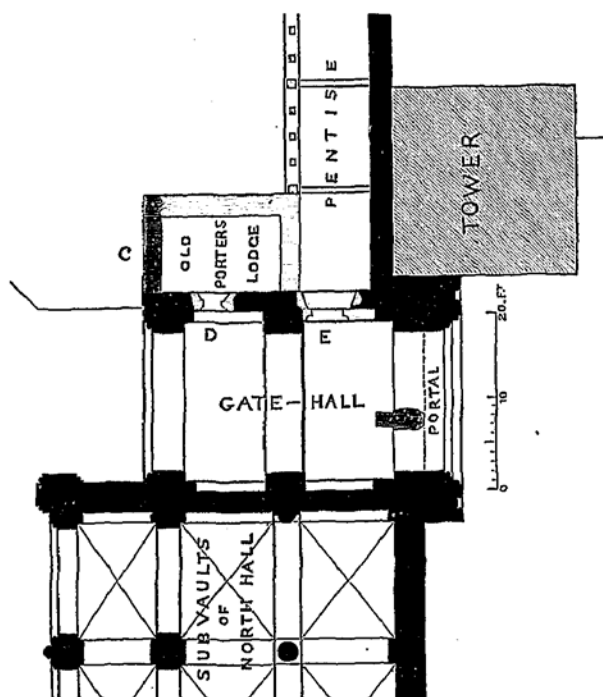 PENTISE
TOWER
C
OLD
PORTERS
LODGE
20.FT
D
E
GATE-HALL
10
PORTAL
0
SUBVAULTS
OF
NORTH HALL